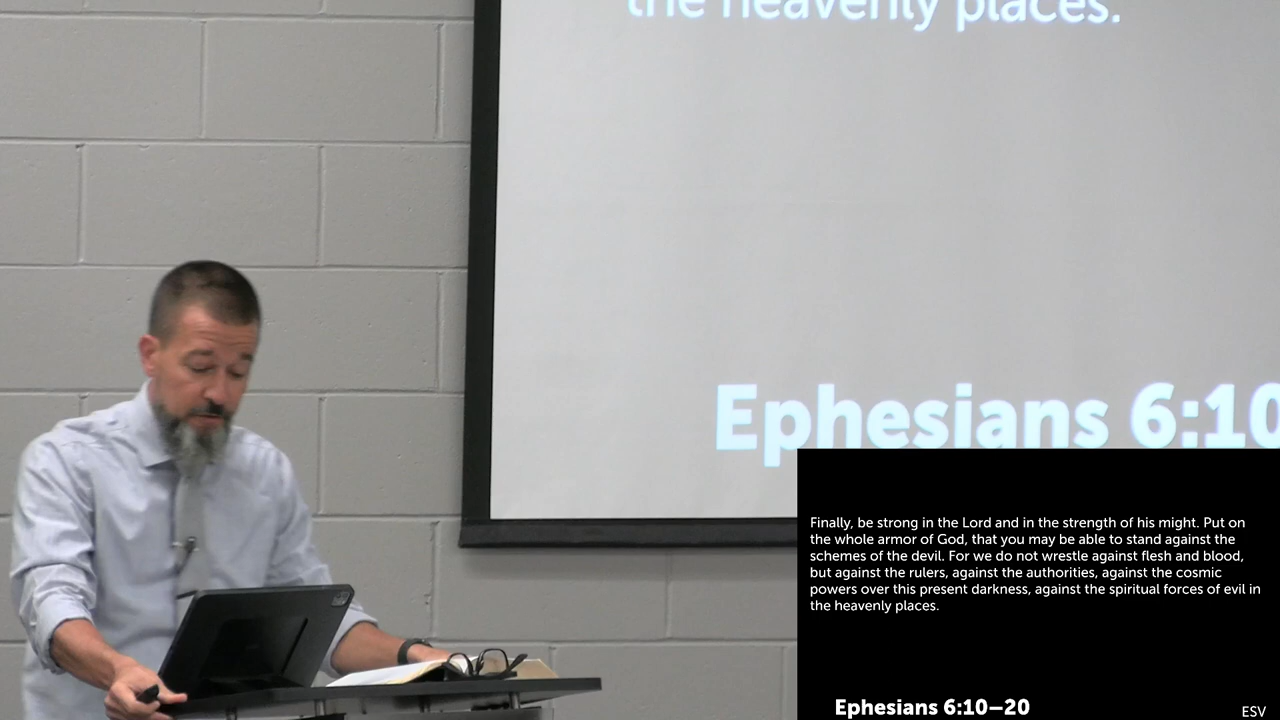 the heavenly places.
Ephesians 6:10
Finally, be strong in the Lord and in the strength of his might. Put on
the whole armor of God, that you may be able to stand against the
schemes of the devil. For we do not wrestle against flesh and blood,
but against the rulers, against the authorities, against the cosmic
powers over this present darkness, against the spiritual forces of evil in
the heavenly places.
Ephesians 6:10–20
ESV